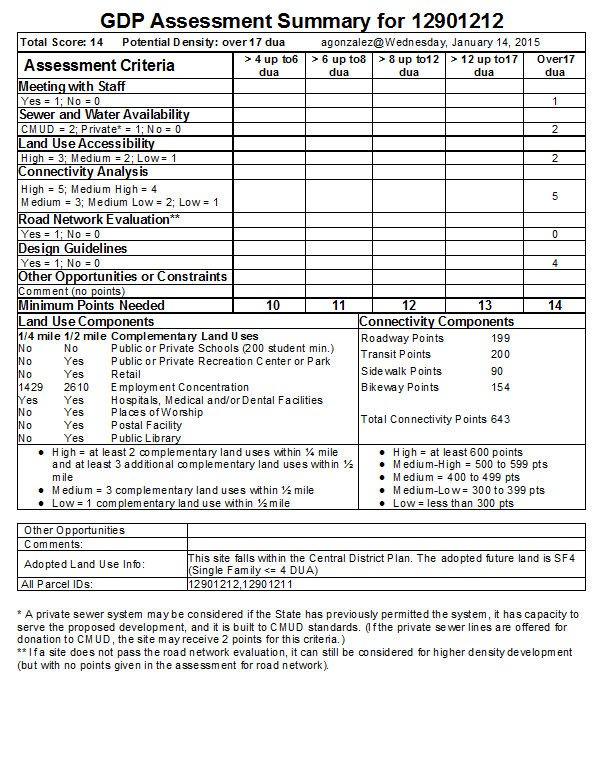 GDP Assessment Summary for 12901212
Total Score: 14 Potential Density: over 17 dua agonzalez@Wednesday, January 14, 2015
Assessment Criteria > 4 up to6 dua > 6 up to8 dua > 8 up to12 dua > 12 up to17 dua Over17 dua
Meeting with Staff
Yes = 1; No = 0 1
Sewer and Water Availability
CMUD = 2; Private* = 1; No = 0 2
Land Use Accessibility
High = 3; Medium = 2; Low = 1 2
Connectivity Analysis
High = 5; Medium High = 4
Medium = 3; Medium Low = 2; Low = 1 5
Road Network Evaluation**
Yes = 1; No = 0 0
Design Guidelines
Yes = 1; No = 0 4
Other Opportunities or Constraints
Comment (no points)
Minimum Points Needed 10 11 12 13 14
Land Use Components Connectivity Components
1/4 mile 1/2 mile Complementary Land Uses
No No Public or Private Schools (200 student min.)
No Yes Public or Private Recreation Center or Park
No Yes Retail
1429 2610 Employment Concentration
Yes Yes Hospitals, Medical and/or Dental Facilities
No Yes Places of Worship
No Yes Postal Facility
No Yes Public Library
Roadway Points 199
Transit Points 200
Sidewalk Points 90
Bikeway Points 154
Total Connectivity Points 643
● High = at least 2 complementary land uses within ¼ mile
and at least 3 additional complementary land uses within ½
mile
● Medium = 3 complementary land uses within ½ mile
● Low = 1 complementary land use within ½ mile
● High = at least 600 points
● Medium-High = 500 to 599 pts
● Medium = 400 to 499 pts
● Medium-Low = 300 to 399 pts
● Low = less than 300 pts
Other Opportunities
Comments:
Adopted Land Use Info: This site falls within the Central District Plan. The adopted future land is SF4
(Single Family <= 4 DUA)
All Parcel IDs: 12901212,12901211
* A private sewer system may be considered if the State has previously permitted the system, it has capacity to
serve the proposed development, and it is built to CMUD standards. (If the private sewer lines are offered for
donation to CMUD, the site may receive 2 points for this criteria.)
** If a site does not pass the road network evaluation, it can still be considered for higher density development
(but with no points given in the assessment for road network).